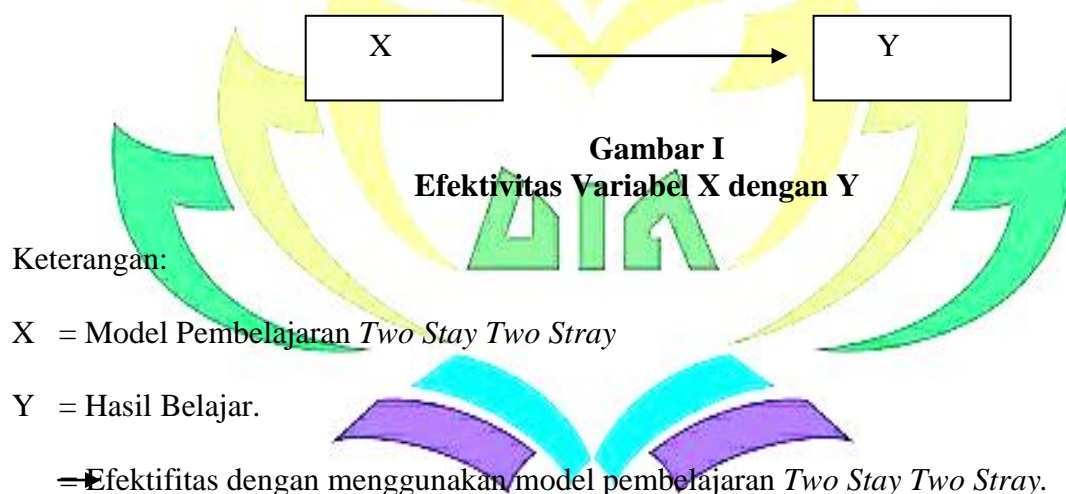 X Y
Gambar I
Efektivitas Variabel X dengan Y
Keterangan:
X = Model Pembelajaran Two Stay Two Stray
Y = Hasil Belajar.
= Efektifitas dengan menggunakan model pembelajaran Two Stay Two Stray.